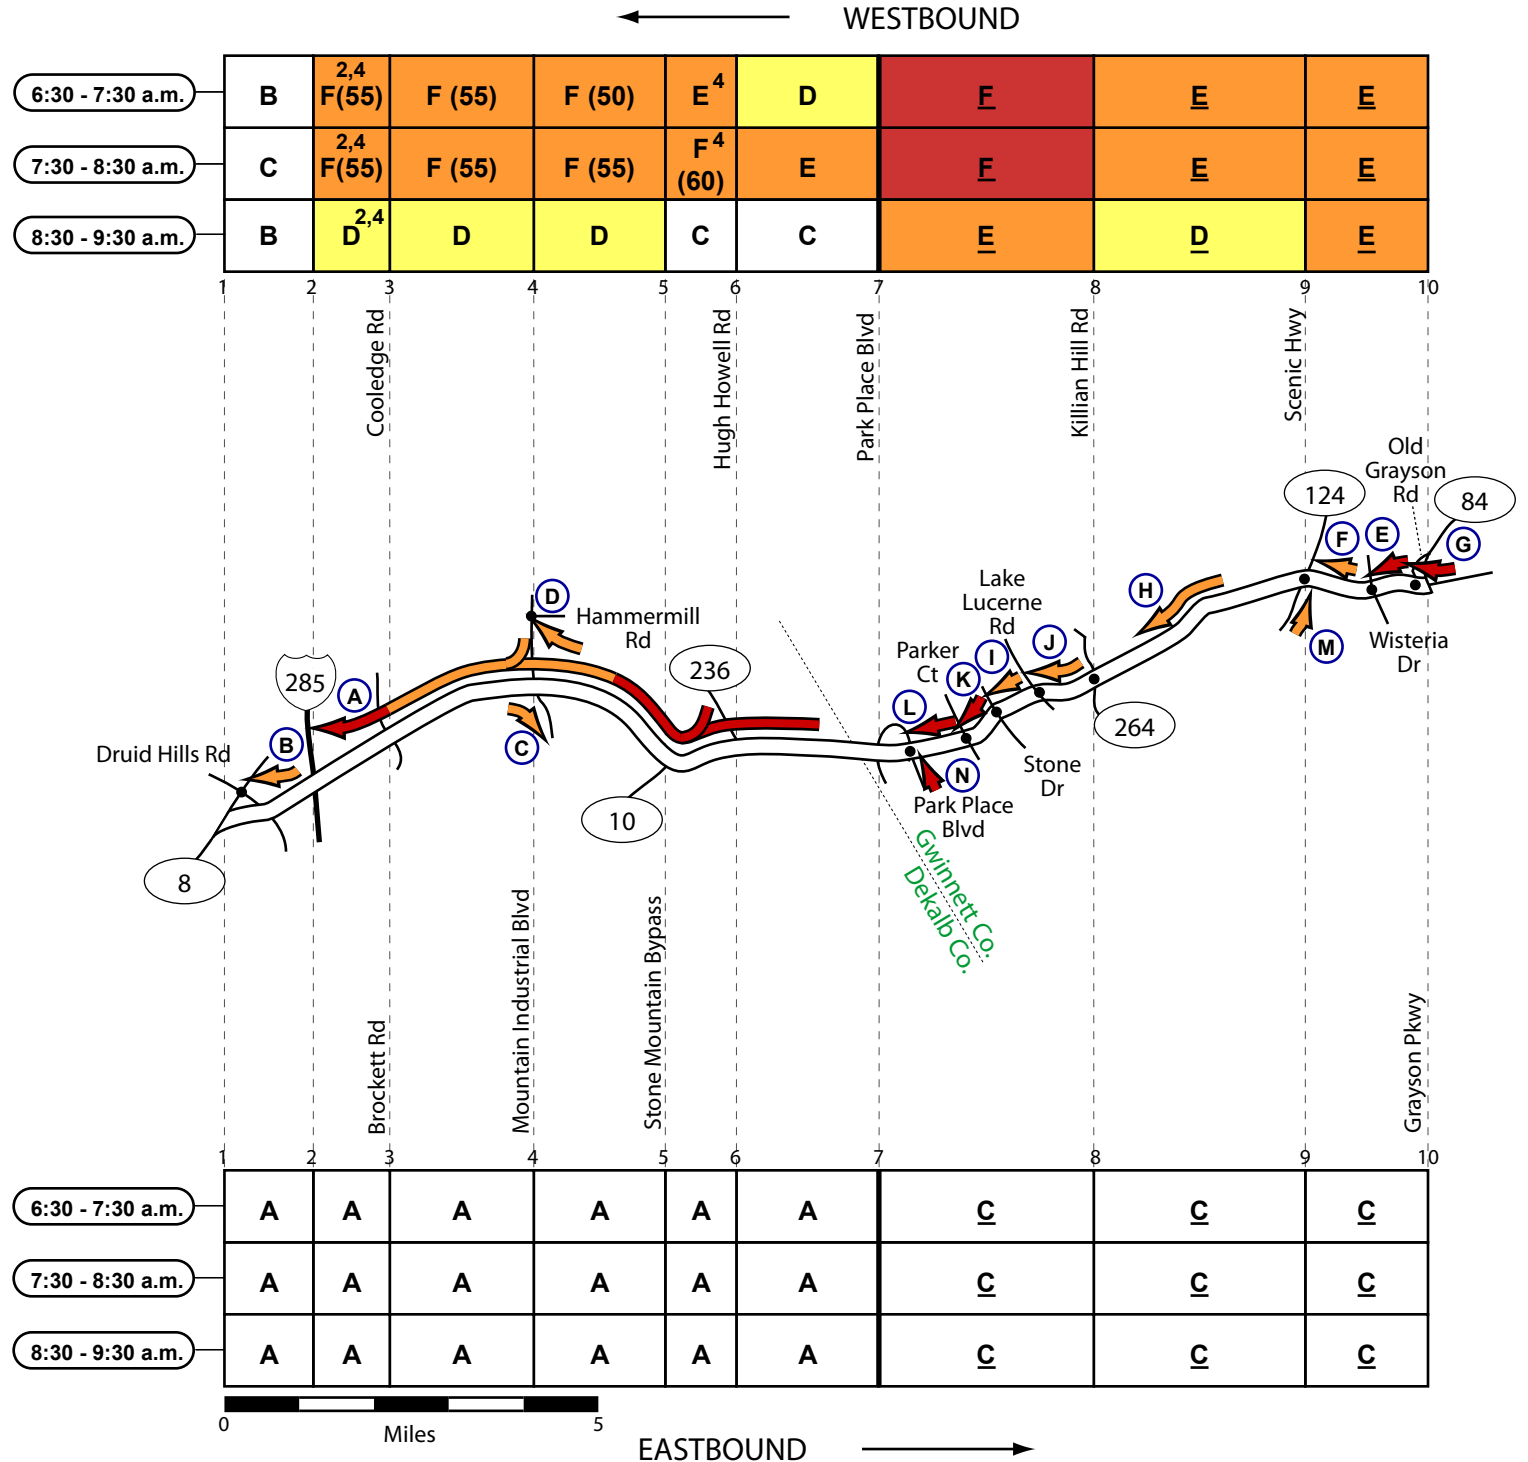 WESTBOUND
6:30 - 7:30 a.m. B F(55) 2,4 F (55) F (50) E 4 D F E E
7:30 - 8:30 a.m. C F(55) 2,4 F (55) F (55) F 4 (60) E F E E
8:30 - 9:30 a.m. B D 2,4 D D C C E D E
1 2 3 4 5 6 7 8 9 10
Cooledge Rd
Hugh Howell Rd
Park Place Blvd
Killian Hill Rd
Scenic Hwy
Old
Grayson
Rd
124
84
F
E
G
Lake
Lucerne
Rd
H
D
Hammermill
Rd
Parker
Ct
I
J
M
Wisteria
Dr
236
285
A
K
L
264
Druid Hills Rd
B
C
N
Stone
Dr
Park Place
Blvd
10
8
Gwinnett Co.
Dekalb Co.
Brockett Rd
Mountain Industrial Blvd
Stone Mountain Bypass
Grayson Pkwy
1 2 3 4 5 6 7 8 9 10
6:30 - 7:30 a.m. A A A A A A C C C
7:30 - 8:30 a.m. A A A A A A C C C
8:30 - 9:30 a.m. A A A A A A C C C
0 5
Miles
EASTBOUND